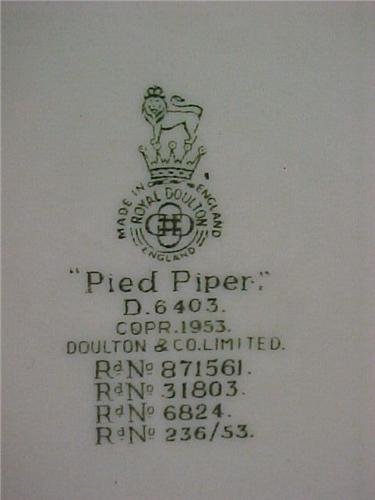 MADE IN ENGLAND
ROYAL DOULTON
ENGLAND
"Pied Piper."
D.6403.
COPR.1953.
DOULTON & CO.LIMITED.
Rd No 871561.
Rd No 31803.
Rd No 6824.
Rd No 236/53.